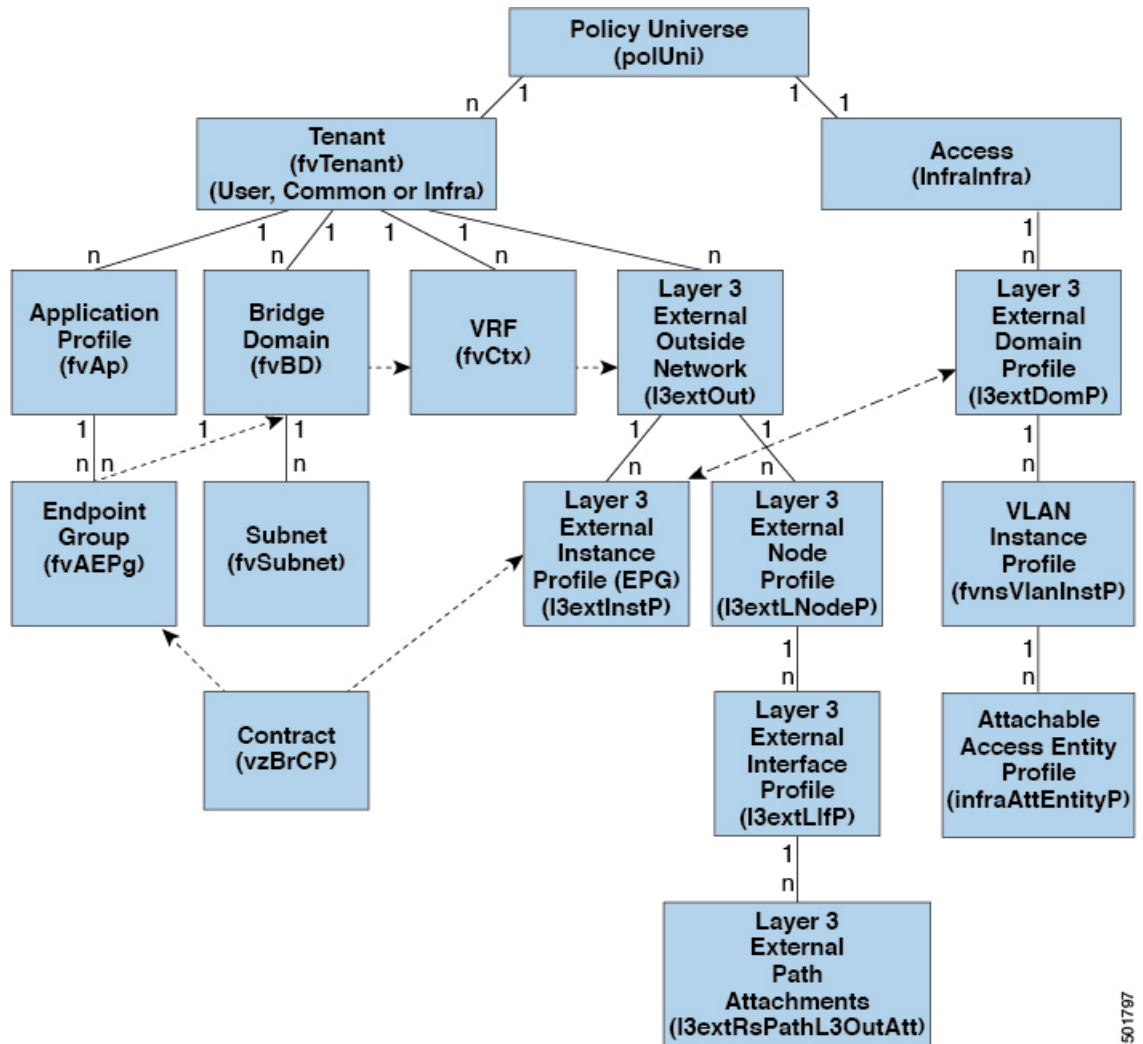 Policy Universe
(polUni)
n
1
1
1
Tenant
(fvTenant)
(User, Common or Infra)
Access
(InfraInfra)
1
1
1
1
1
n
n
n
n
n
Application
Profile
(fvAp)
Bridge
Domain
(fvBD)
VRF
(fvCtx)
Layer 3
External
Outside
Network
(l3extOut)
Layer 3
External
Domain
Profile
(l3extDomP)
1
1
1
1
1
1
n
n
n
n
n
n
Endpoint
Group
(fvAEPg)
Subnet
(fvSubnet)
Layer 3
External
Instance
Profile (EPG)
(l3extInstP)
Layer 3
External
Node
Profile
(l3extLNodeP)
VLAN
Instance
Profile
(fvnsVlanInstP)
1
n
1
n
Contract
(vzBrCP)
Layer 3
External
Interface
Profile
(l3extLIfP)
Attachable
Access Entity
Profile
(infraAttEntityP)
1
n
Layer 3
External
Path
Attachments
(l3extRsPathL3OutAtt)
501797